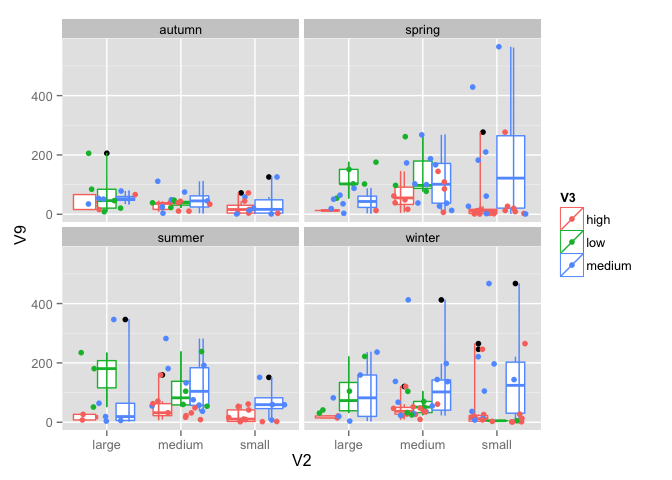 autumn spring
400
200
0
V9
summer winter
400
200
0
large medium small large medium small
V2
V3
high
low
medium